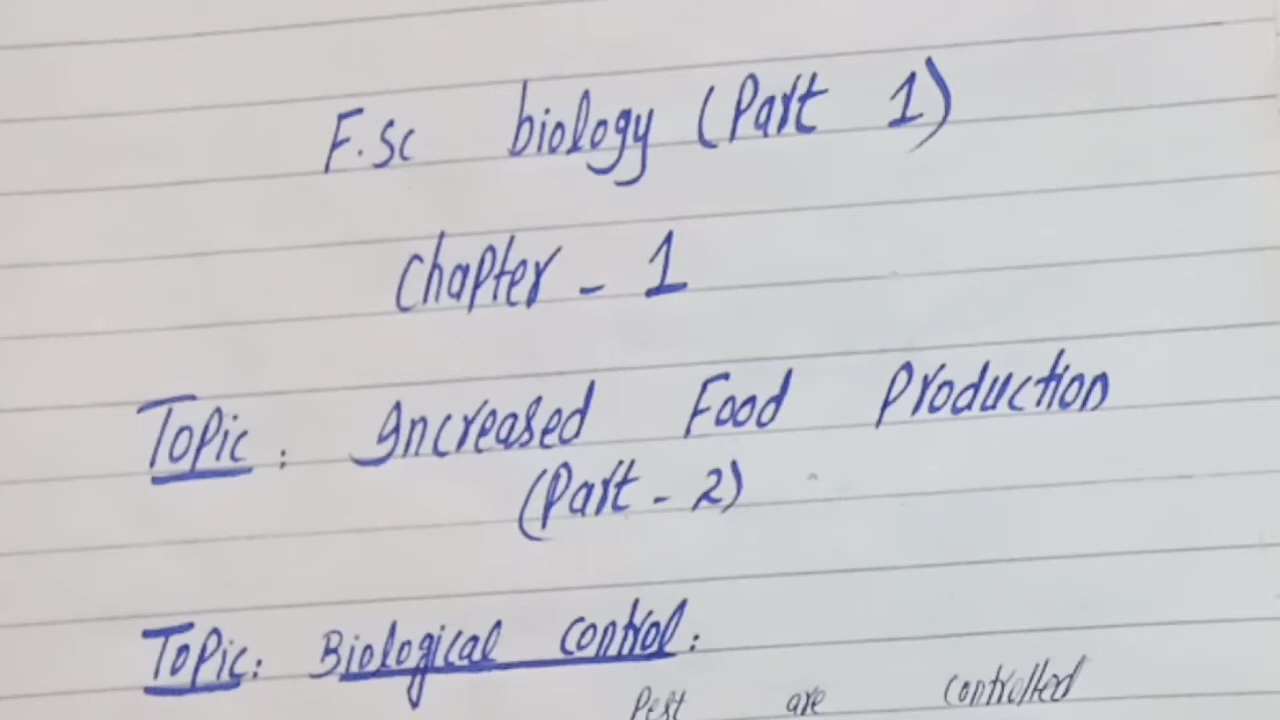 F.Sc biology (Part 1)
Chapter - 1
Topic: Increased Food Production
(Part - 2)
Topic: Biological control:
Pest are controlled